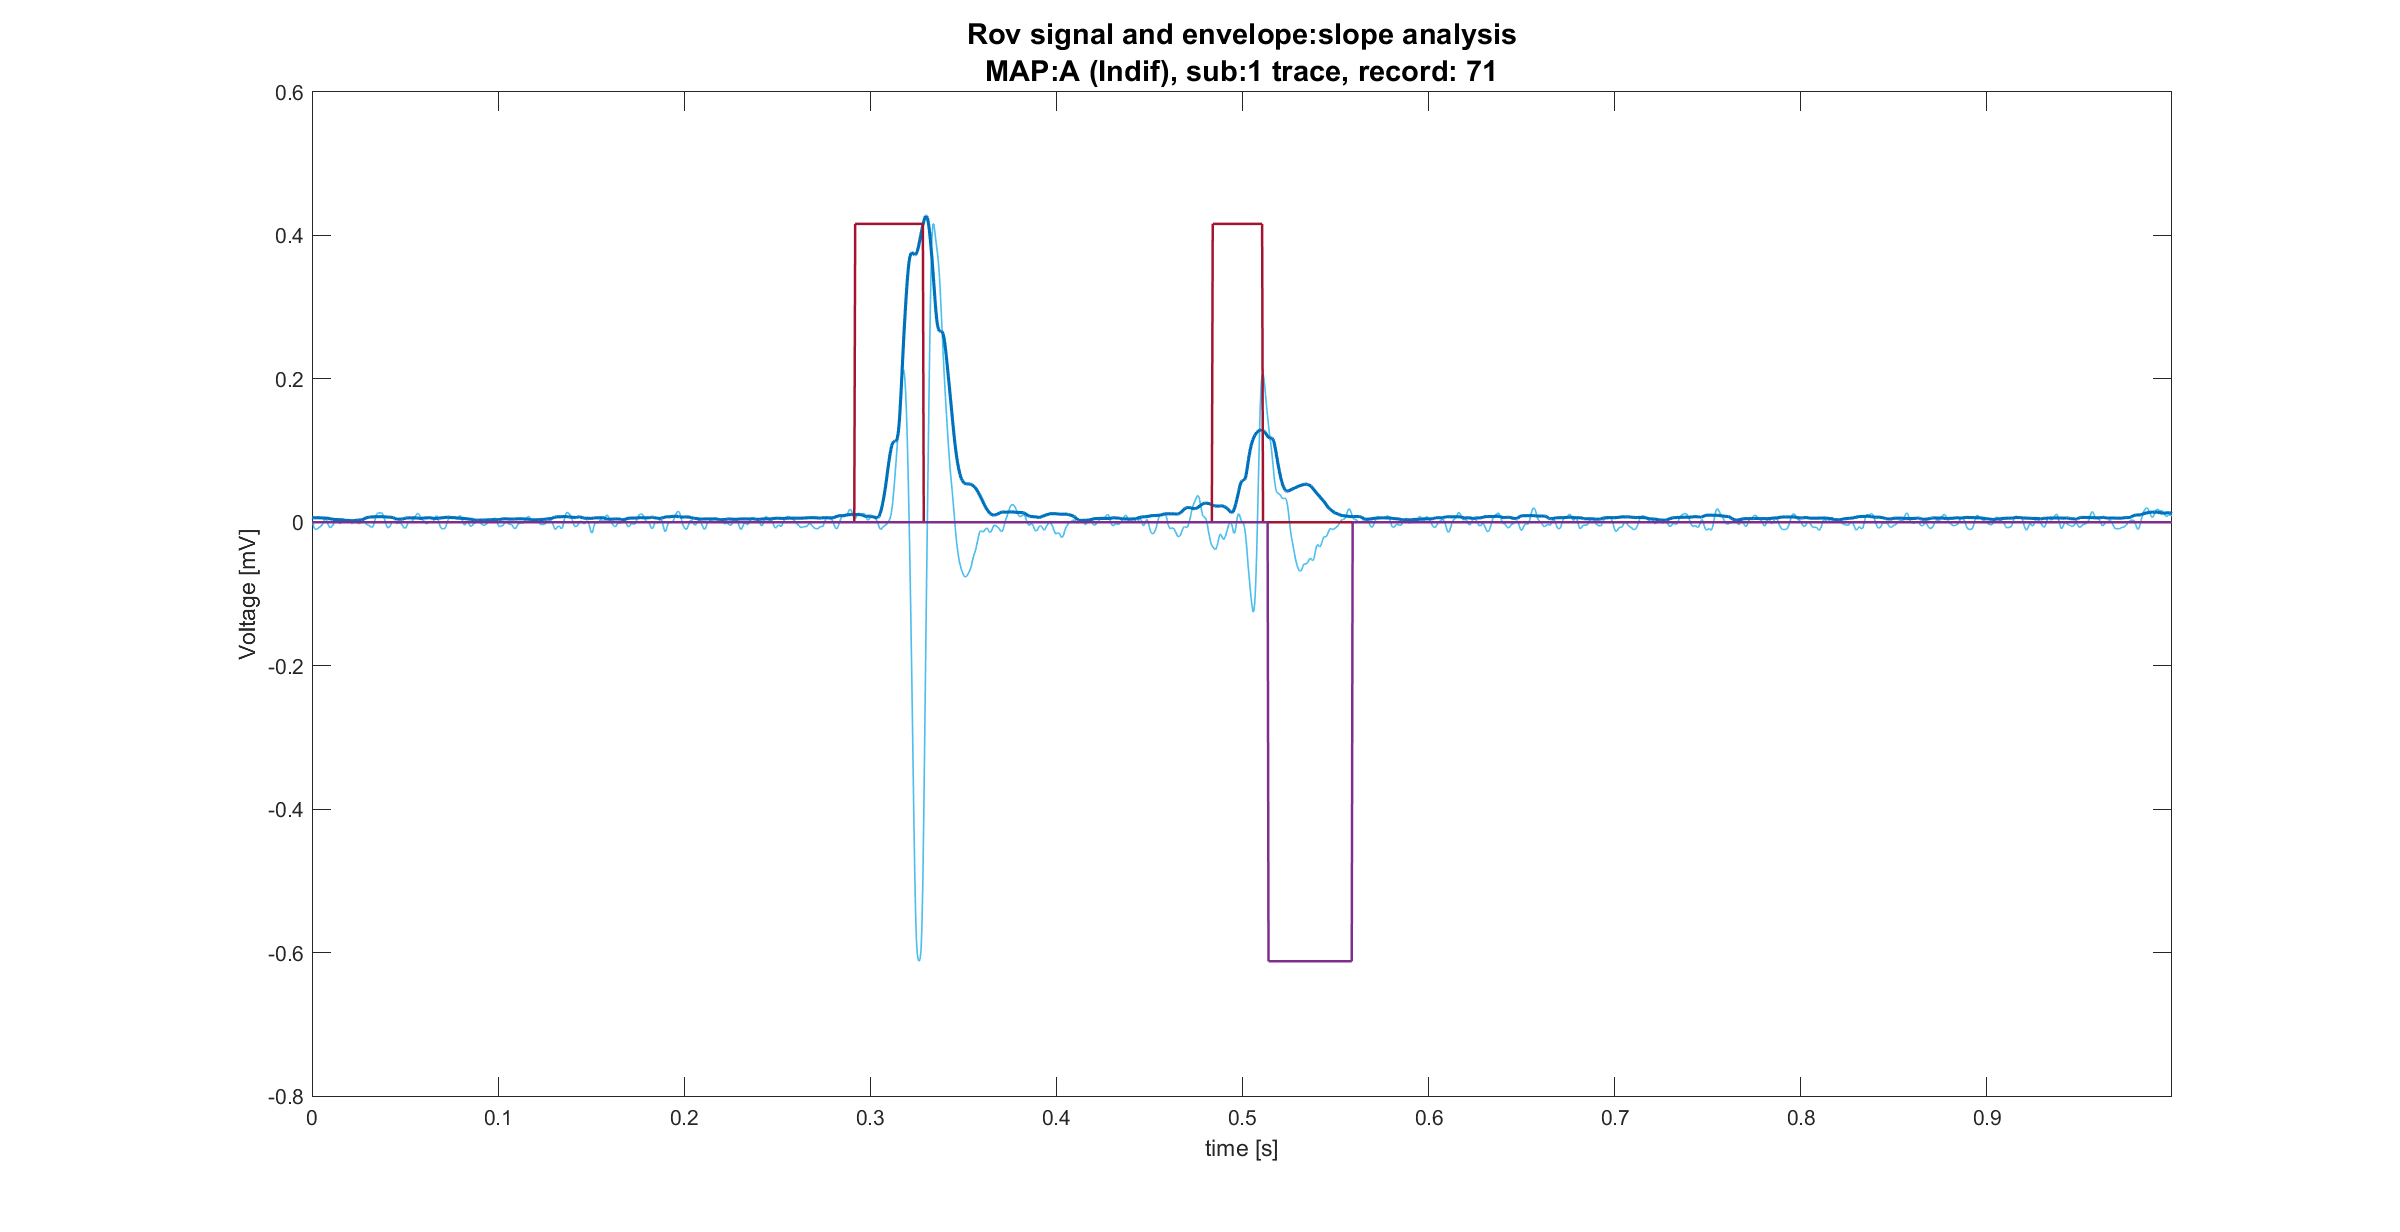 Rov signal and envelope:slope analysis
MAP:A (Indif), sub:1 trace, record: 71
0.6
0.4
0.2
0
-0.2
-0.4
-0.6
-0.8
Voltage [mV]
0 0.1 0.2 0.3 0.4 0.5 0.6 0.7 0.8 0.9
time [s]